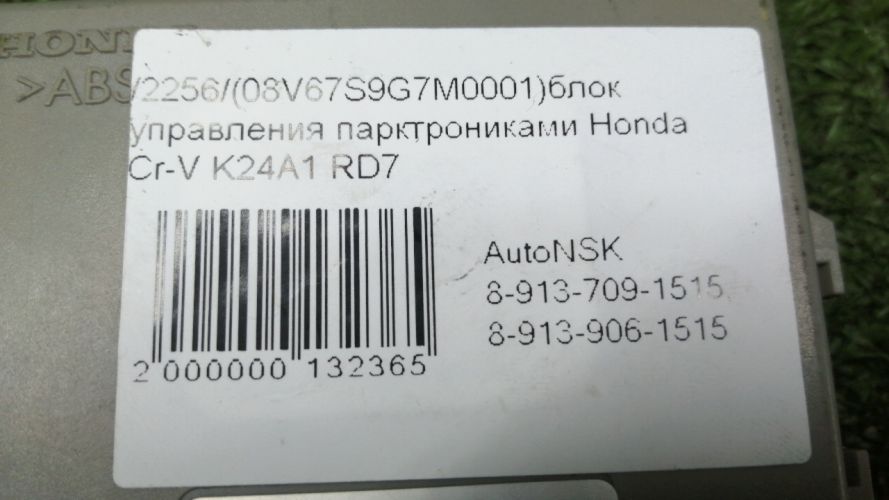 HOND
>ABS
/2256/(08V67S9G7M0001)блок
управления парктрониками Honda
Cr-V K24A1 RD7
AutoNSK
8-913-709-1515,
8-913-906-1515
2 000000 132365